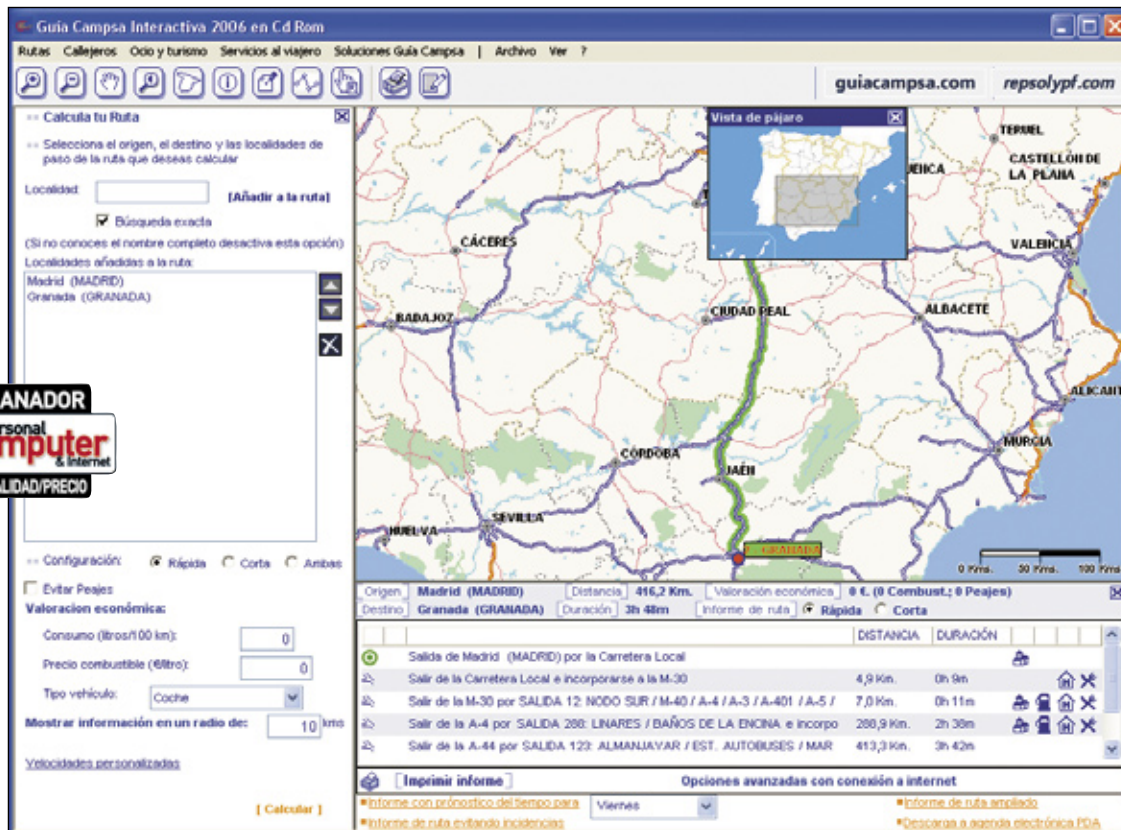 Guía Campsa Interactiva 2006 en Cd Rom
Rutas Callejeros Ocio y turismo Servicios al viajero Soluciones Guía Campsa | Archivo Ver ?
guiacampsa.com repsolypf.com
Calcula tu Ruta
Selecciona el origen, el destino y las localidades de
paso de la ruta que deseas calcular
Localidad:
[Añadir a la ruta]
Búsqueda exacta
(Si no conoces el nombre completo desactiva esta opción)
Localidades añadidas a la ruta:
Madrid (MADRID)
Granada (GRANADA)
ANADOR
ersonal
omputer
& Internet
ALIDAD/PRECIO
Configuración: Rápida Corta Ambas
Evitar Peajes
Valoracion económica:
Consumo (litros/100 km): 0
Precio combustible (€/litro): 0
Tipo vehículo: Coche
Mostrar información en un radio de: 10 kms
Velocidades personalizadas
[ Calcular ]
Vista de pájaro
TERUEL
UENCA
CASTELLÓN DE
LA PLANA
CÁCERES
VALENCIA
BADAJOZ
CIUDAD REAL
ALBACETE
ALICANT
MURCIA
CÓRDOBA
JAÉN
SEVILLA
HUELVA
GRANADA
0 Kms. 50 Kms. 100 Kms.
Origen Madrid (MADRID) Distancia 416,2 Km. Valoración económica 0 €. (0 Combust.; 0 Peajes)
Destino Granada (GRANADA) Duración 3h 48m Informe de ruta Rápida Corta
DISTANCIA DURACIÓN
Salida de Madrid (MADRID) por la Carretera Local
Salir de la Carretera Local e incorporarse a la M-30 4,9 Km. 0h 9m
Salir de la M-30 por SALIDA 12: NODO SUR / M-40 / A-4 / A-3 / A-401 / A-5 / 7,0 Km. 0h 11m
Salir de la A-4 por SALIDA 288: LINARES / BAÑOS DE LA ENCINA e incorpo 288,9 Km. 2h 38m
Salir de la A-44 por SALIDA 123: ALMANJAYAR / EST. AUTOBUSES / MAR 413,3 Km. 3h 42m
[Imprimir informe] Opciones avanzadas con conexión a internet
Informe con pronóstico del tiempo para Viernes
Informe de ruta ampliado
Informe de ruta evitando incidencias
Descarga a agenda electrónica PDA